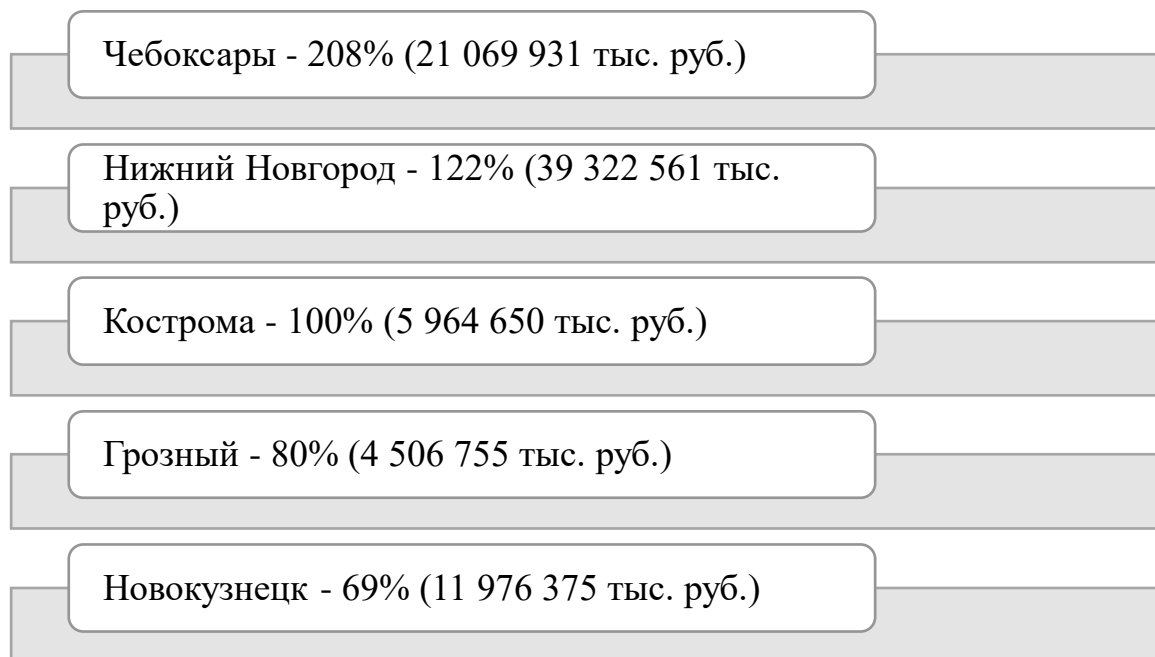 Чебоксары - 208% (21 069 931 тыс. руб.)
Нижний Новгород - 122% (39 322 561 тыс.
руб.)
Кострома - 100% (5 964 650 тыс. руб.)
Грозный - 80% (4 506 755 тыс. руб.)
Новокузнецк - 69% (11 976 375 тыс. руб.)